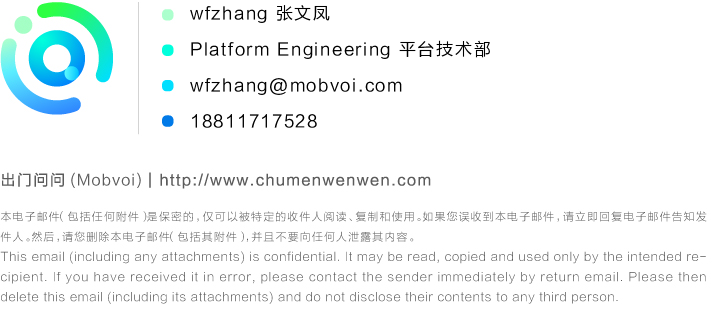 wfzhang 张文凤
Platform Engineering 平台技术部
wfzhang@mobvoi.com
18811717528
出门问问 (Mobvoi) | http://www.chumenwenwen.com
本电子邮件( 包括任何附件 )是保密的，仅可以被特定的收件人阅读、复制和使用。如果您误收到本电子邮件，请立即回复电子邮件告知发
件人。然后，请您删除本电子邮件( 包括其附件 )，并且不要向任何人泄露其内容。
This email (including any attachments) is confidential. It may be read, copied and used only by the intended re-
cipient. If you have received it in error, please contact the sender immediately by return email. Please then
delete this email (including its attachments) and do not disclose their contents to any third person.